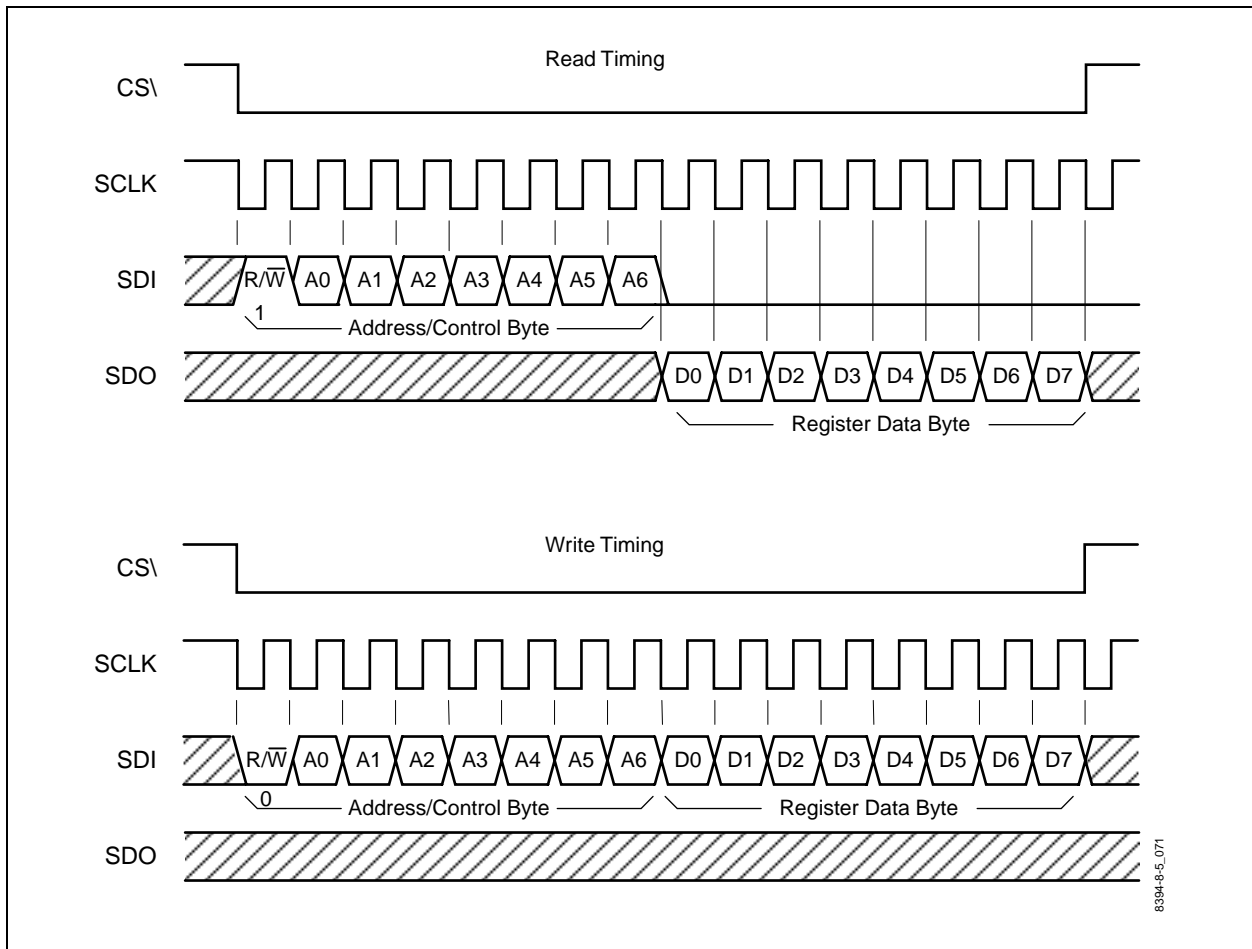 Read Timing
CS\
SCLK
SDI R/W̅ A0 A1 A2 A3 A4 A5 A6
1
Address/Control Byte
SDO D0 D1 D2 D3 D4 D5 D6 D7
Register Data Byte
Write Timing
CS\
SCLK
SDI R/W̅ A0 A1 A2 A3 A4 A5 A6 D0 D1 D2 D3 D4 D5 D6 D7
0
Address/Control Byte Register Data Byte
SDO
8394-8-5_071